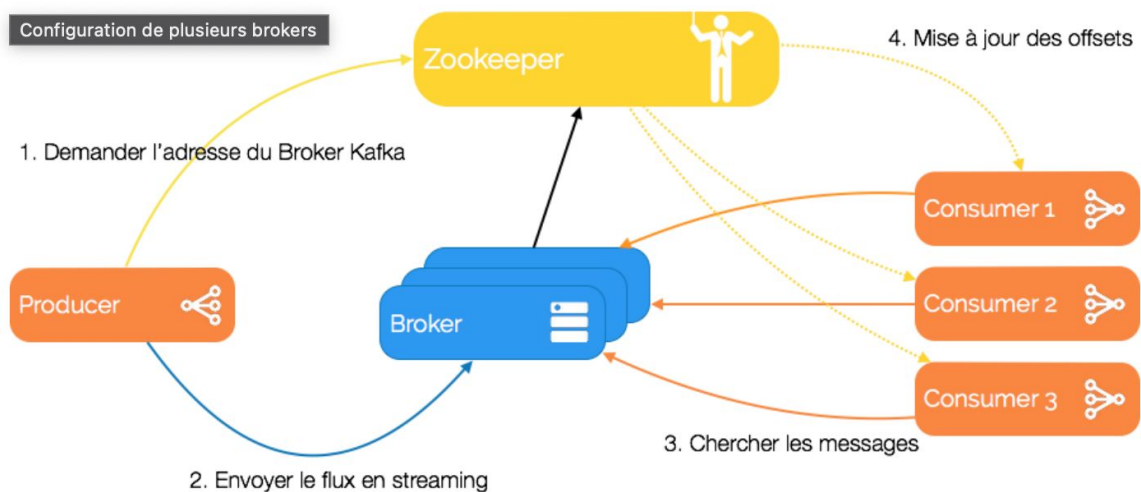 Configuration de plusieurs brokers
Zookeeper
4. Mise à jour des offsets
1. Demander l'adresse du Broker Kafka
Consumer 1
Producer
Broker
Consumer 2
Consumer 3
3. Chercher les messages
2. Envoyer le flux en streaming